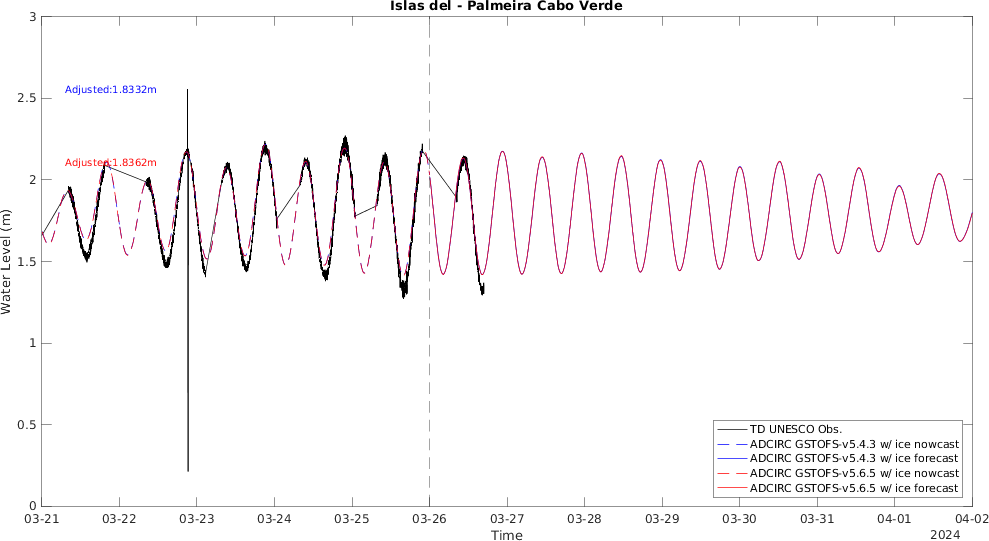 Islas del - Palmeira Cabo Verde
3
2.5
2
1.5
1
0.5
0
Water Level (m)
Adjusted:1.8332m
Adjusted:1.8362m
TD UNESCO Obs.
ADCIRC GSTOFS-v5.4.3 w/ ice nowcast
ADCIRC GSTOFS-v5.4.3 w/ ice forecast
ADCIRC GSTOFS-v5.6.5 w/ ice nowcast
ADCIRC GSTOFS-v5.6.5 w/ ice forecast
03-21 03-22 03-23 03-24 03-25 03-26 03-27 03-28 03-29 03-30 03-31 04-01 04-02
Time
2024